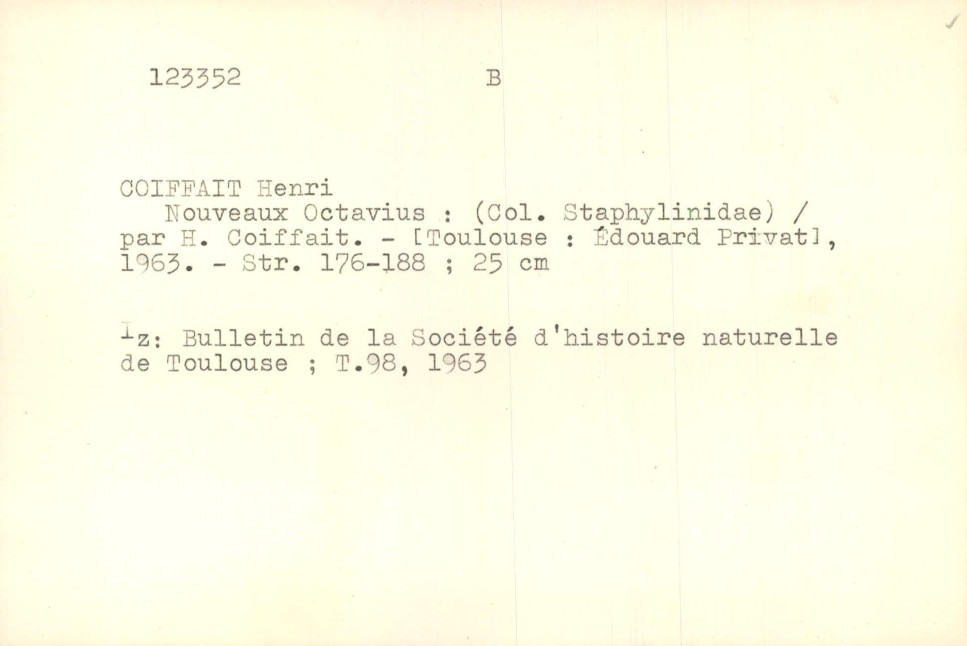 123352 B
COIFFAIT Henri
Nouveaux Octavius : (Col. Staphylinidae) /
par H. Coiffait. - [Toulouse : Édouard Privat],
1963. - Str. 176-188 ; 25 cm
Iz: Bulletin de la Société d'histoire naturelle
de Toulouse ; T.98, 1963